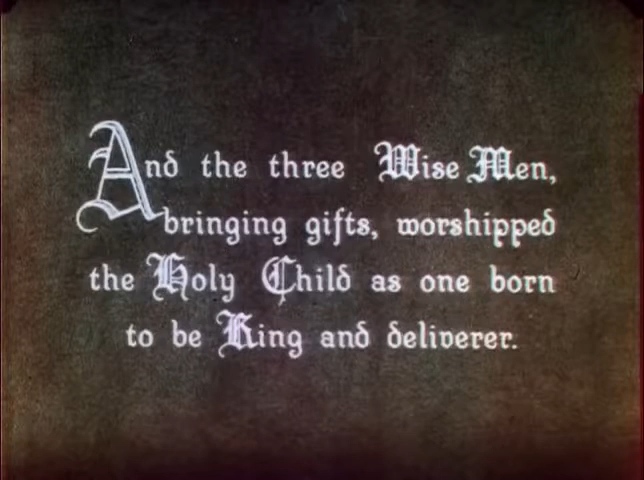 And the three Wise Men,
bringing gifts, worshipped
the Holy Child as one born
to be King and deliverer.